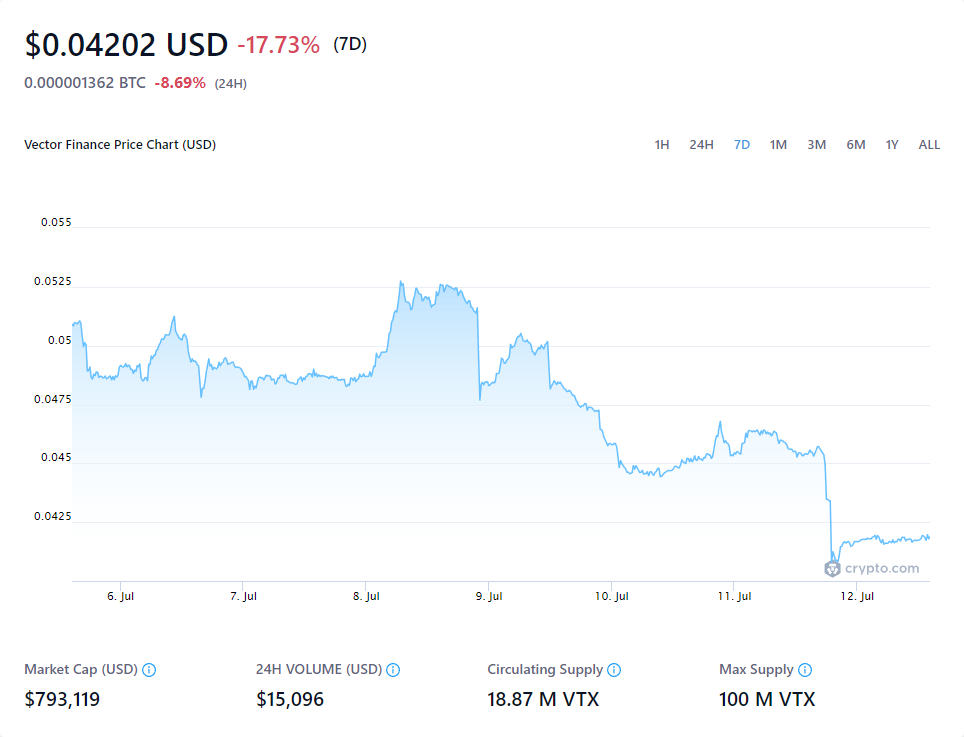 $0.04202 USD -17.73% (7D)
0.000001362 BTC -8.69% (24H)
Vector Finance Price Chart (USD) 1H 24H 7D 1M 3M 6M 1Y ALL
0.055
0.0525
0.05
0.0475
0.045
0.0425
crypto.com
6. Jul 7. Jul 8. Jul 9. Jul 10. Jul 11. Jul 12. Jul
Market Cap (USD) 24H VOLUME (USD) Circulating Supply Max Supply
$793,119 $15,096 18.87 M VTX 100 M VTX